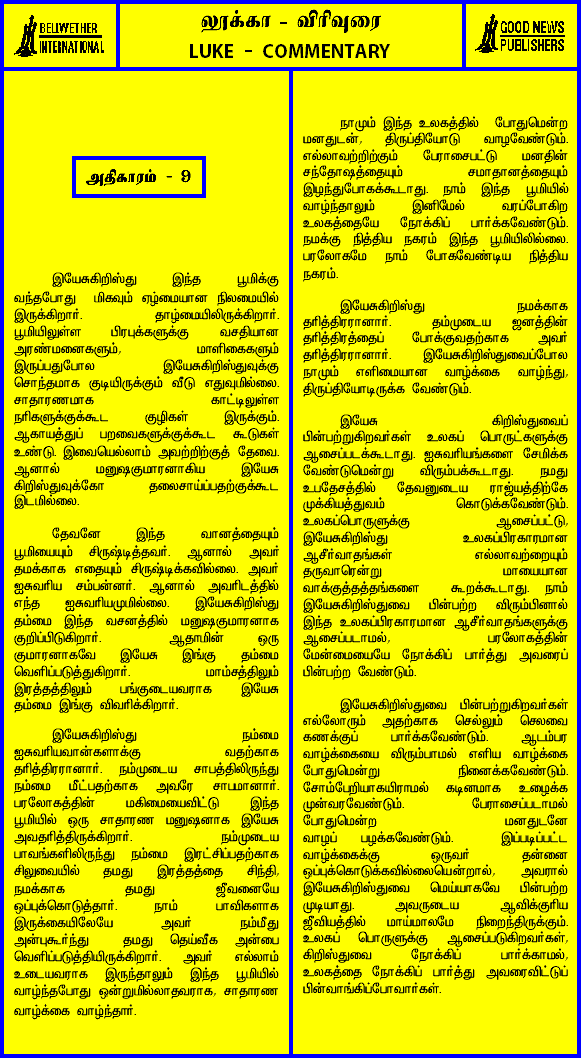 BELLWETHER
INTERNATIONAL
லூக்கா - விரிவுரை
LUKE - COMMENTARY
GOOD NEWS
PUBLISHERS
அதிகாரம் - 9
இயேசுகிறிஸ்து இந்த பூமிக்கு
வந்தபோது மிகவும் ஏழ்மையான நிலமையில்
இருக்கிறார். தாழ்மையிலிருக்கிறார்.
பூமியிலுள்ள பிரபுக்களுக்கு வசதியான
அரண்மனைகளும், மாளிகைகளும்
இருப்பதுபோல இயேசுகிறிஸ்துவுக்கு
சொந்தமாக குடியிருக்கும் வீடு எதுவுமில்லை.
சாதாரணமாக காட்டிலுள்ள
நரிகளுக்குக்கூட குழிகள் இருக்கும்.
ஆகாயத்துப் பறவைகளுக்குக்கூட கூடுகள்
உண்டு. இவையெல்லாம் அவற்றிற்குத் தேவை.
ஆனால் மனுஷகுமாரனாகிய இயேசு
கிறிஸ்துவுக்கோ தலைசாய்ப்பதற்குக்கூட
இடமில்லை.
தேவனே இந்த வானத்தையும்
பூமியையும் சிருஷ்டித்தவர். ஆனால் அவர்
தமக்காக எதையும் சிருஷ்டிக்கவில்லை. அவர்
ஐசுவரிய சம்பன்னர். ஆனால் அவரிடத்தில்
எந்த ஐசுவரியமுமில்லை. இயேசுகிறிஸ்து
தம்மை இந்த வசனத்தில் மனுஷகுமாரனாக
குறிப்பிடுகிறார். ஆதாமின் ஒரு
குமாரனாகவே இயேசு இங்கு தம்மை
வெளிப்படுத்துகிறார். மாம்சத்திலும்
இரத்தத்திலும் பங்குடையவராக இயேசு
தம்மை இங்கு விவரிக்கிறார்.
இயேசுகிறிஸ்து நம்மை
ஐசுவரியவான்களாக்கு வதற்காக
தரித்திரரானார். நம்முடைய சாபத்திலிருந்து
நம்மை மீட்பதற்காக அவரே சாபமானார்.
பரலோகத்தின் மகிமையைவிட்டு இந்த
பூமியில் ஒரு சாதாரண மனுஷனாக இயேசு
அவதரித்திருக்கிறார். நம்முடைய
பாவங்களிலிருந்து நம்மை இரட்சிப்பதற்காக
சிலுவையில் தமது இரத்தத்தை சிந்தி,
நமக்காக தமது ஜீவனையே
ஒப்புக்கொடுத்தார். நாம் பாவிகளாக
இருக்கையிலேயே அவர் நம்மீது
அன்புகூர்ந்து தமது தெய்வீக அன்பை
வெளிப்படுத்தியிருக்கிறார். அவர் எல்லாம்
உடையவராக இருந்தாலும் இந்த பூமியில்
வாழ்ந்தபோது ஒன்றுமில்லாதவராக, சாதாரண
வாழ்க்கை வாழ்ந்தார்.
நாமும் இந்த உலகத்தில் போதுமென்ற
மனதுடன், திருப்தியோடு வாழவேண்டும்.
எல்லாவற்றிற்கும் பேராசைபட்டு மனதின்
சந்தோஷத்தையும் சமாதானத்தையும்
இழந்துபோகக்கூடாது. நாம் இந்த பூமியில்
வாழ்ந்தாலும் இனிமேல் வரப்போகிற
உலகத்தையே நோக்கிப் பார்க்கவேண்டும்.
நமக்கு நித்திய நகரம் இந்த பூமியிலில்லை.
பரலோகமே நாம் போகவேண்டிய நித்திய
நகரம்.
இயேசுகிறிஸ்து நமக்காக
தரித்திரரானார். தம்முடைய ஜனத்தின்
தரித்திரத்தைப் போக்குவதற்காக அவர்
தரித்திரரானார். இயேசுகிறிஸ்துவைப்போல
நாமும் எளிமையான வாழ்க்கை வாழ்ந்து,
திருப்தியோடிருக்க வேண்டும்.
இயேசு கிறிஸ்துவைப்
பின்பற்றுகிறவர்கள் உலகப் பொருட்களுக்கு
ஆசைப்படக்கூடாது. ஐசுவரியங்களை சேமிக்க
வேண்டுமென்று விரும்பக்கூடாது. நமது
உபதேசத்தில் தேவனுடைய ராஜ்யத்திற்கே
முக்கியத்துவம் கொடுக்கவேண்டும்.
உலகப்பொருளுக்கு ஆசைப்பட்டு,
இயேசுகிறிஸ்து உலகப்பிரகாரமான
ஆசீர்வாதங்கள் எல்லாவற்றையும்
தருவாரென்று மாயையான
வாக்குத்தத்தங்களை கூறக்கூடாது. நாம்
இயேசுகிறிஸ்துவை பின்பற்ற விரும்பினால்
இந்த உலகப்பிரகாரமான ஆசீர்வாதங்களுக்கு
ஆசைப்படாமல், பரலோகத்தின்
மேன்மையையே நோக்கிப் பார்த்து அவரைப்
பின்பற்ற வேண்டும்.
இயேசுகிறிஸ்துவை பின்பற்றுகிறவர்கள்
எல்லோரும் அதற்காக செல்லும் செலவை
கணக்குப் பார்க்கவேண்டும். ஆடம்பர
வாழ்க்கையை விரும்பாமல் எளிய வாழ்க்கை
போதுமென்று நினைக்கவேண்டும்.
சோம்பேறியாகயிராமல் கடினமாக உழைக்க
முன்வரவேண்டும். பேராசைப்படாமல்
போதுமென்ற மனதுடனே
வாழப் பழக்கவேண்டும். இப்படிப்பட்ட
வாழ்க்கைக்கு ஒருவர் தன்னை
ஒப்புக்கொடுக்கவில்லையென்றால், அவரால்
இயேசுகிறிஸ்துவை மெய்யாகவே பின்பற்ற
முடியாது. அவருடைய ஆவிக்குரிய
ஜீவியத்தில் மாய்மாலமே நிறைந்திருக்கும்.
உலகப் பொருளுக்கு ஆசைப்படுகிறவர்கள்,
கிறிஸ்துவை நோக்கிப் பார்க்காமல்,
உலகத்தை நோக்கிப் பார்த்து அவரைவிட்டுப்
பின்வாங்கிப்போவார்கள்.